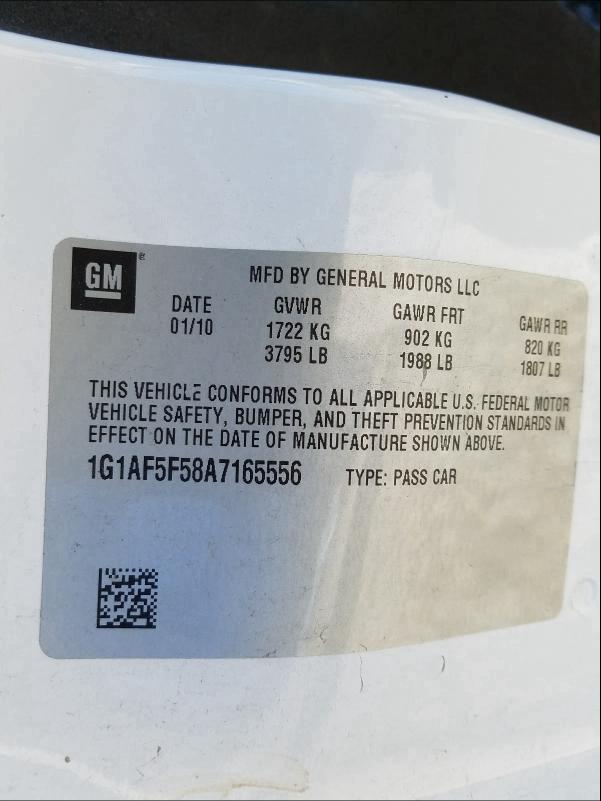 GM®
MFD BY GENERAL MOTORS LLC
DATE GVWR GAWR FRT GAWR RR
01/10 1722 KG 902 KG 820 KG
3795 LB 1988 LB 1807 LB
THIS VEHICLE CONFORMS TO ALL APPLICABLE U.S. FEDERAL MOTOR
VEHICLE SAFETY, BUMPER, AND THEFT PREVENTION STANDARDS IN
EFFECT ON THE DATE OF MANUFACTURE SHOWN ABOVE.
1G1AF5F58A7165556 TYPE: PASS CAR